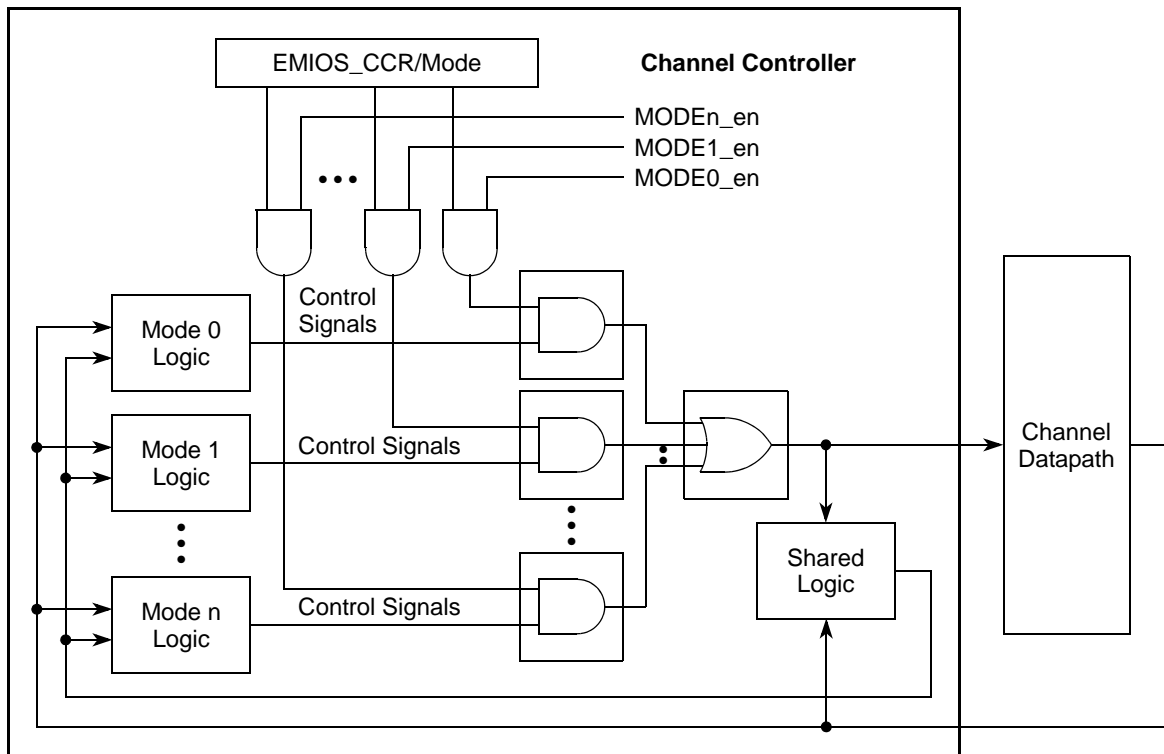 EMIOS_CCR/Mode
Channel Controller
MODEn_en
MODE1_en
MODE0_en
Control
Signals
Mode 0
Logic
Mode 1
Logic
Control Signals
Channel
Datapath
Shared
Logic
Mode n
Logic
Control Signals